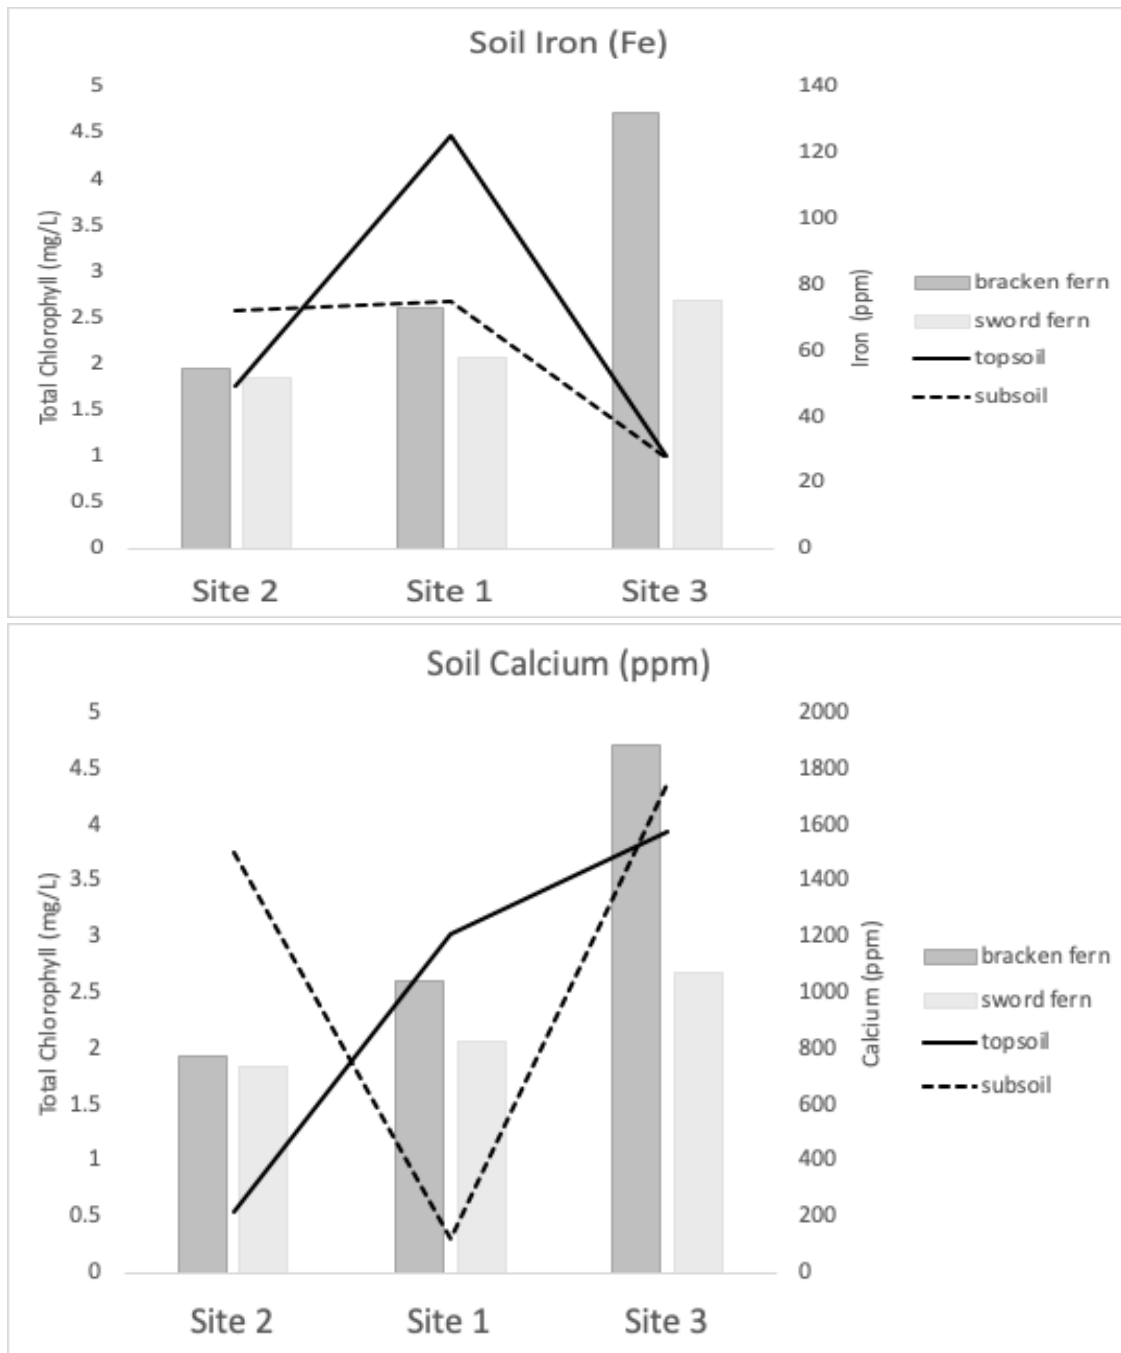 Soil Iron (Fe)
5
4.5
4
3.5
3
2.5
2
1.5
1
0.5
0
Total Chlorophyll (mg/L)
140
120
100
80
60
40
20
0
Iron (ppm)
bracken fern
sword fern
topsoil
subsoil
Site 2
Site 1
Site 3
Soil Calcium (ppm)
5
4.5
4
3.5
3
2.5
2
1.5
1
0.5
0
Total Chlorophyll (mg/L)
2000
1800
1600
1400
1200
1000
800
600
400
200
0
Calcium (ppm)
bracken fern
sword fern
topsoil
subsoil
Site 2
Site 1
Site 3